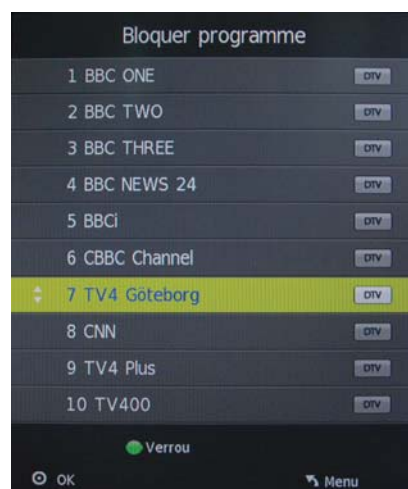 Bloquer programme
1 BBC ONE DTV
2 BBC TWO DTV
3 BBC THREE DTV
4 BBC NEWS 24 DTV
5 BBCi DTV
6 CBBC Channel DTV
7 TV4 Göteborg DTV
8 CNN DTV
9 TV4 Plus DTV
10 TV400 DTV
Verrou
OK Menu